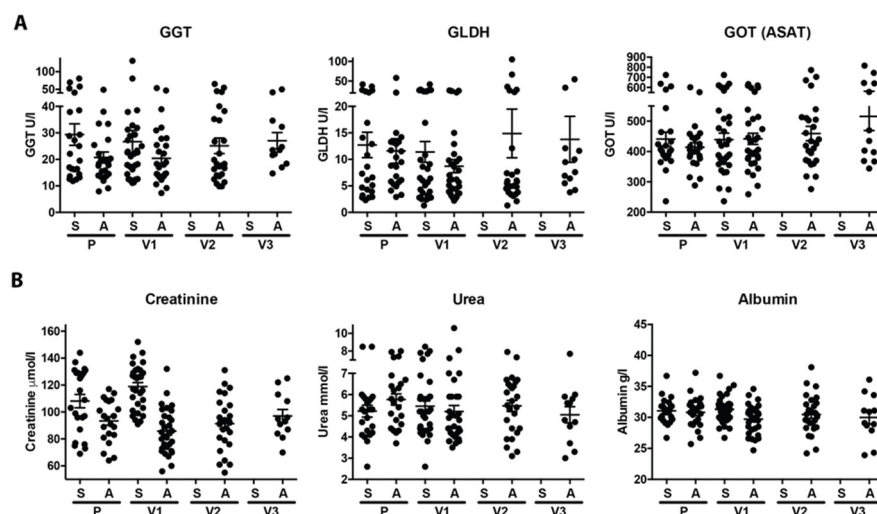 A
GGT
GLDH
GOT (ASAT)
GGT U/l
100
50
40
30
20
10
0
S A S A S A S A
P V1 V2 V3
GLDH U/l
100
50
20
15
10
5
0
S A S A S A S A
P V1 V2 V3
GOT U/l
900
800
700
600
500
400
300
200
S A S A S A S A
P V1 V2 V3
B
Creatinine
Urea
Albumin
Creatinine µmol/l
160
140
120
100
80
60
S A S A S A S A
P V1 V2 V3
Urea mmol/l
10
8
7
6
5
4
3
2
S A S A S A S A
P V1 V2 V3
Albumin g/l
45
40
35
30
25
20
S A S A S A S A
P V1 V2 V3